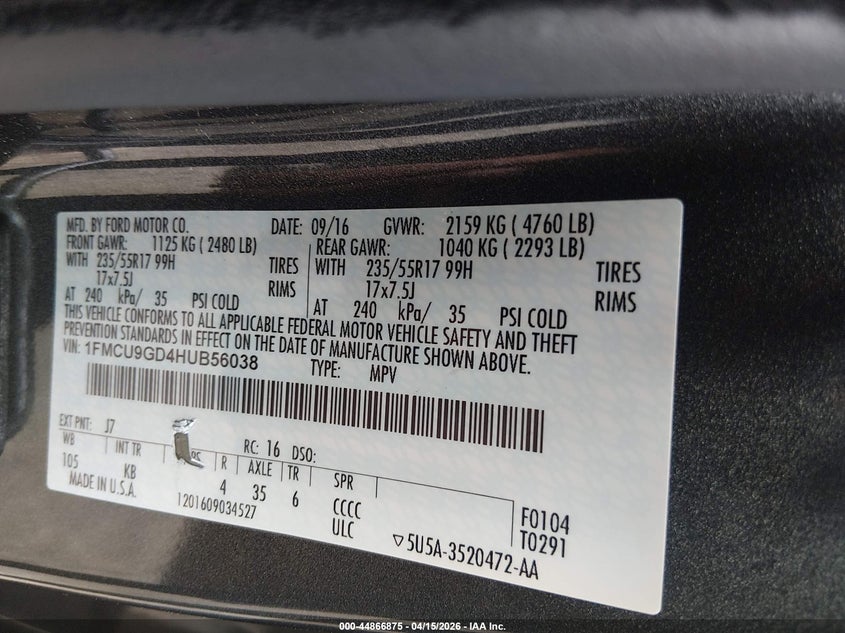 MFD. BY FORD MOTOR CO. DATE: 09/16 GVWR: 2159 KG ( 4760 LB)
FRONT GAWR: 1125 KG ( 2480 LB) REAR GAWR: 1040 KG ( 2293 LB)
WITH 235/55R17 99H TIRES WITH 235/55R17 99H TIRES
17x7.5J RIMS 17x7.5J RIMS
AT 240 kPa/ 35 PSI COLD AT 240 kPa/ 35 PSI COLD
THIS VEHICLE CONFORMS TO ALL APPLICABLE FEDERAL MOTOR VEHICLE SAFETY AND THEFT
PREVENTION STANDARDS IN EFFECT ON THE DATE OF MANUFACTURE SHOWN ABOVE.
VIN: 1FMCU9GD4HUB56038 TYPE: MPV
EXT PNT: J7 RC: 16 DSO:
WB INT TR R AXLE TR SPR
105 KB 4 35 6 CCCC F0104
MADE IN U.S.A. 1201609034527 ULC T0291
▽5U5A-3520472-AA
000-44866875 - 04/15/2026 - IAA Inc.